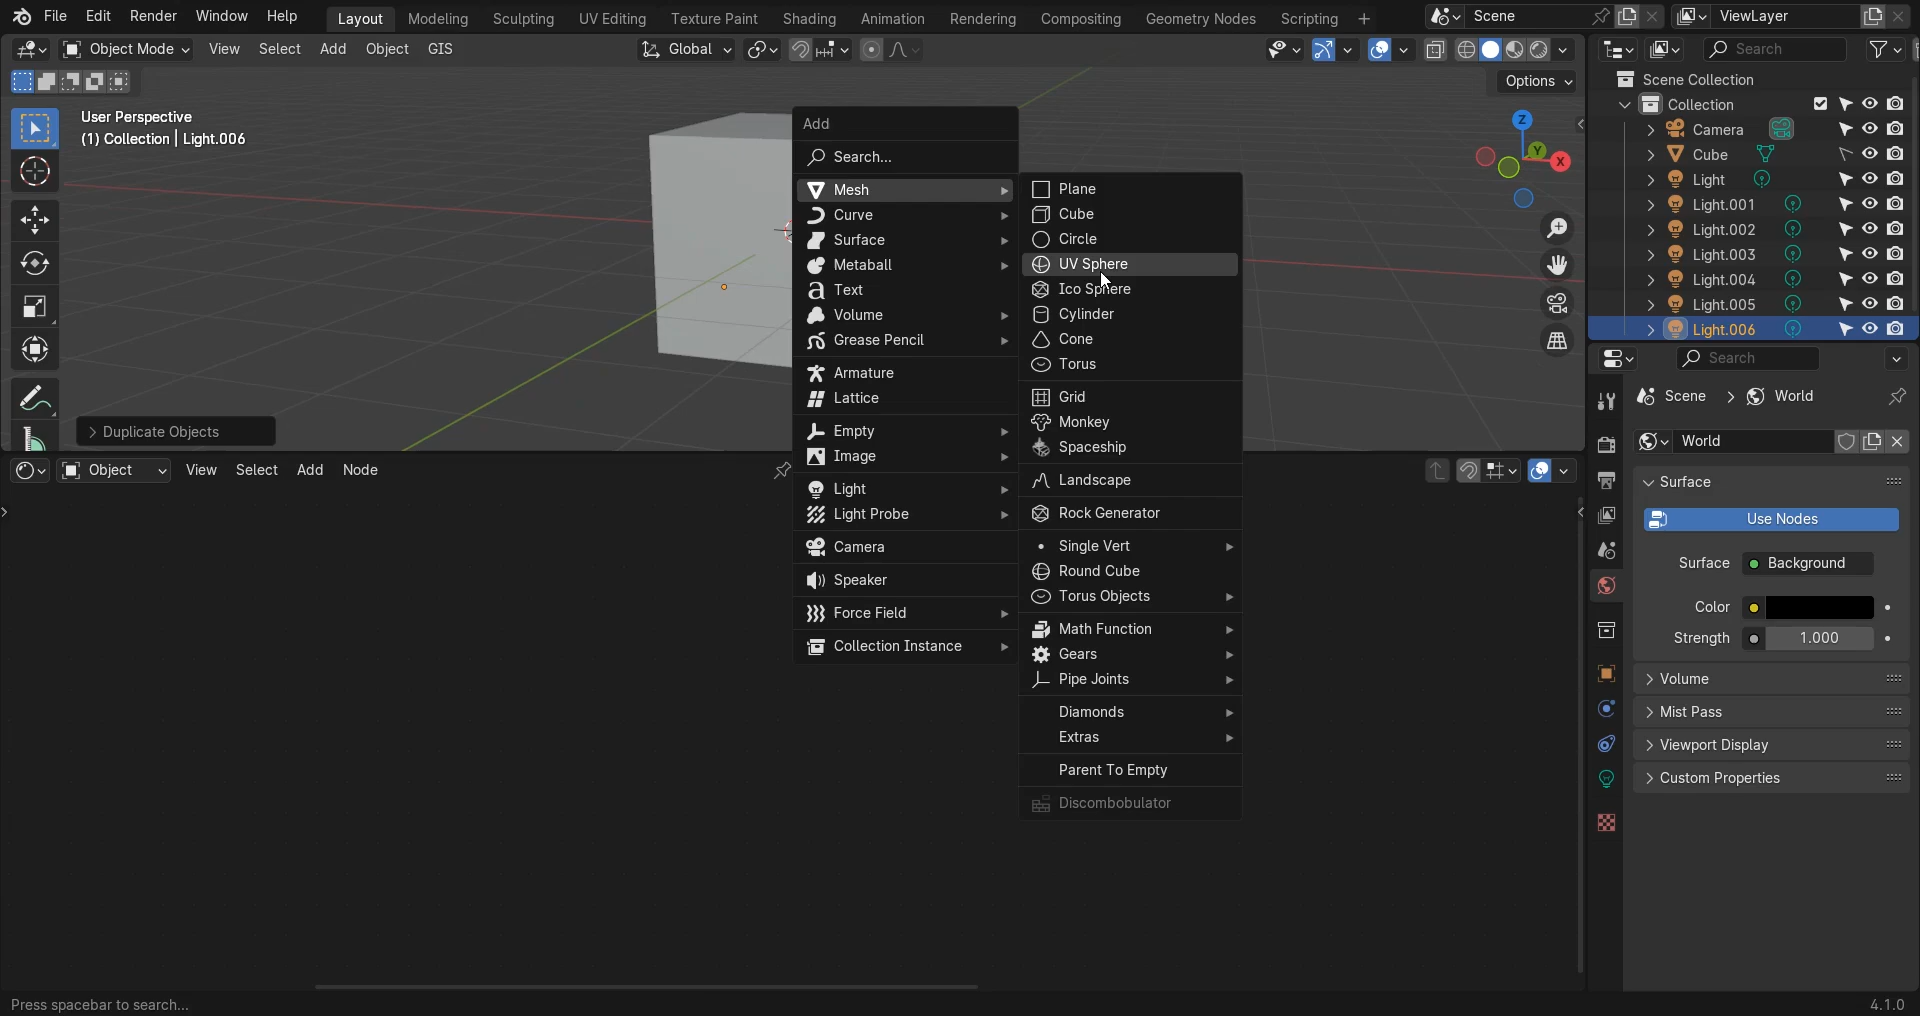 File Edit Render Window Help Layout Modeling Sculpting UV Editing Texture Paint Shading Animation Rendering Compositing Geometry Nodes Scripting + Scene ViewLayer
Object Mode View Select Add Object GIS Global Search
Options
User Perspective
(1) Collection | Light.006
Z
Y
X
Duplicate Objects
Add
Search...
Mesh
Curve
Surface
Metaball
Text
Volume
Grease Pencil
Armature
Lattice
Empty
Image
Light
Light Probe
Camera
Speaker
Force Field
Collection Instance
Plane
Cube
Circle
UV Sphere
Ico Sphere
Cylinder
Cone
Torus
Grid
Monkey
Spaceship
Landscape
Rock Generator
Single Vert
Round Cube
Torus Objects
Math Function
Gears
Pipe Joints
Diamonds
Extras
Parent To Empty
Discombobulator
Scene Collection
Collection
Camera
Cube
Light
Light.001
Light.002
Light.003
Light.004
Light.005
Light.006
Search
Scene World
World
Surface
Use Nodes
Surface Background
Color
Strength 1.000
Volume
Mist Pass
Viewport Display
Custom Properties
Object View Select Add Node
Press spacebar to search...
4.1.0